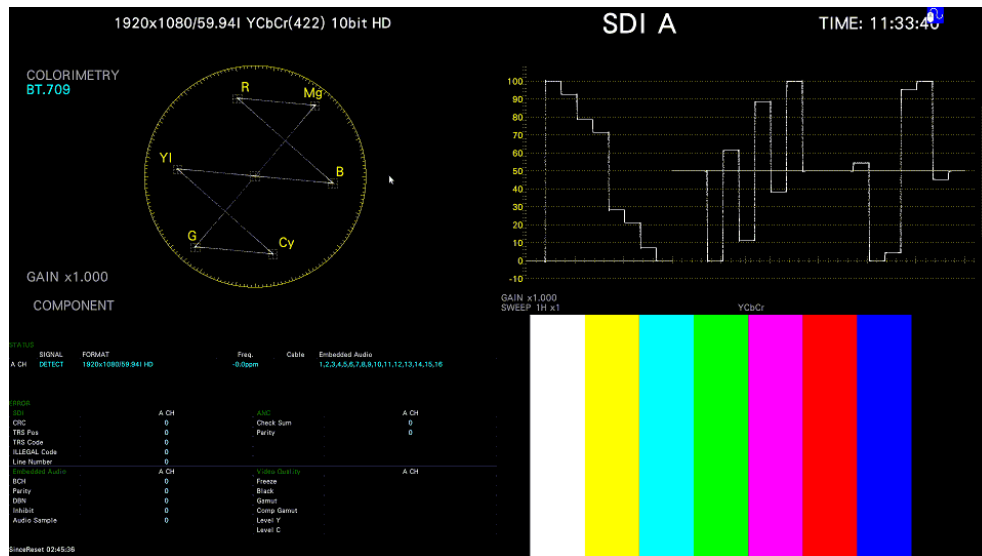 1920x1080/59.94I YCbCr(422) 10bit HD
SDI A
TIME: 11:33:40
COLORIMETRY
BT.709
R
Mg
Yl
B
G
Cy
GAIN x1.000
COMPONENT
100
90
80
70
60
50
40
30
20
10
0
-10
GAIN x1.000
SWEEP 1H x1
YCbCr
STATUS
SIGNAL FORMAT Freq. Cable Embedded Audio
A CH DETECT 1920x1080/59.94I HD -0.0ppm 1,2,3,4,5,6,7,8,9,10,11,12,13,14,15,16
ERROR
SDI A CH ANC A CH
CRC 0 Check Sum 0
TRS Pos 0 Parity 0
TRS Code 0
ILLEGAL Code 0
Line Number 0
Embedded Audio A CH Video Quality A CH
BCH 0 Freeze
Parity 0 Black
DBN 0 Gamut
Inhibit 0 Comp Gamut
Audio Sample 0 Level Y
Level C
SinceReset 02:45:36